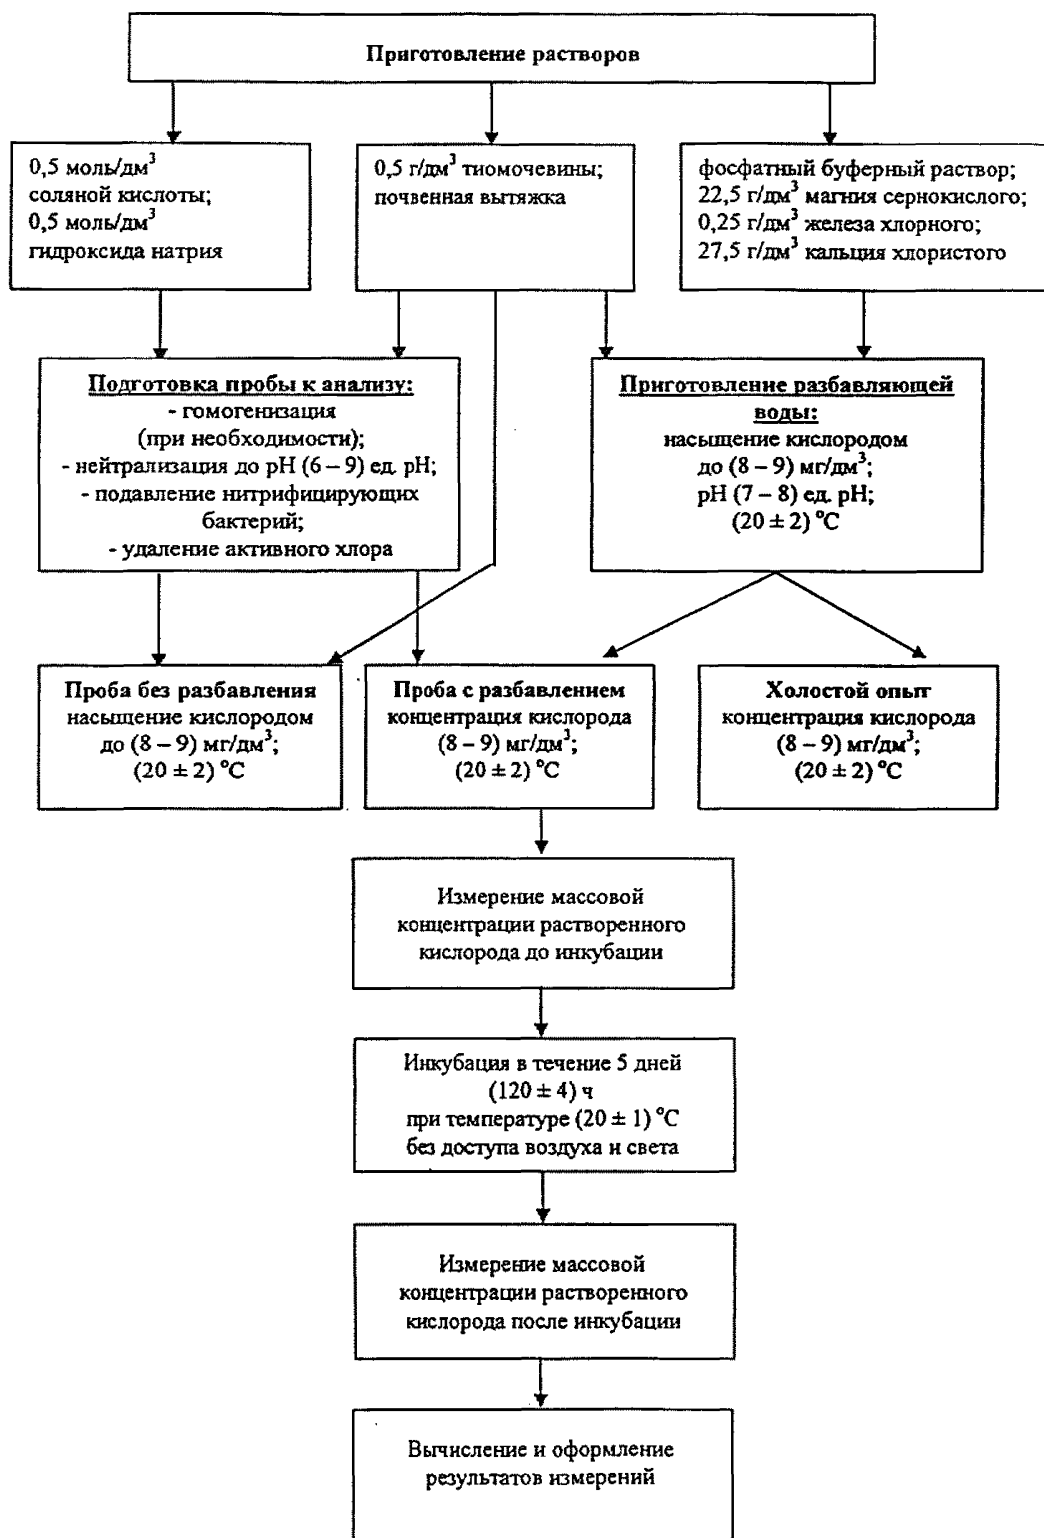 Приготовление растворов
0,5 моль/дм³
соляной кислоты;
0,5 моль/дм³
гидроксида натрия
0,5 г/дм³ тиомочевины;
почвенная вытяжка
фосфатный буферный раствор;
22,5 г/дм³ магния сернокислого;
0,25 г/дм³ железа хлорного;
27,5 г/дм³ кальция хлористого
Подготовка пробы к анализу:
- гомогенизация
(при необходимости);
- нейтрализация до рН (6 – 9) ед. рН;
- подавление нитрифицирующих
бактерий;
- удаление активного хлора
Приготовление разбавляющей
воды:
насыщение кислородом
до (8 – 9) мг/дм³;
рН (7 – 8) ед. рН;
(20 ± 2) °С
Проба без разбавления
насыщение кислородом
до (8 – 9) мг/дм³;
(20 ± 2) °С
Проба с разбавлением
концентрация кислорода
(8 – 9) мг/дм³;
(20 ± 2) °С
Холостой опыт
концентрация кислорода
(8 – 9) мг/дм³;
(20 ± 2) °С
Измерение массовой
концентрации растворенного
кислорода до инкубации
Инкубация в течение 5 дней
(120 ± 4) ч
при температуре (20 ± 1) °С
без доступа воздуха и света
Измерение массовой
концентрации растворенного
кислорода после инкубации
Вычисление и оформление
результатов измерений